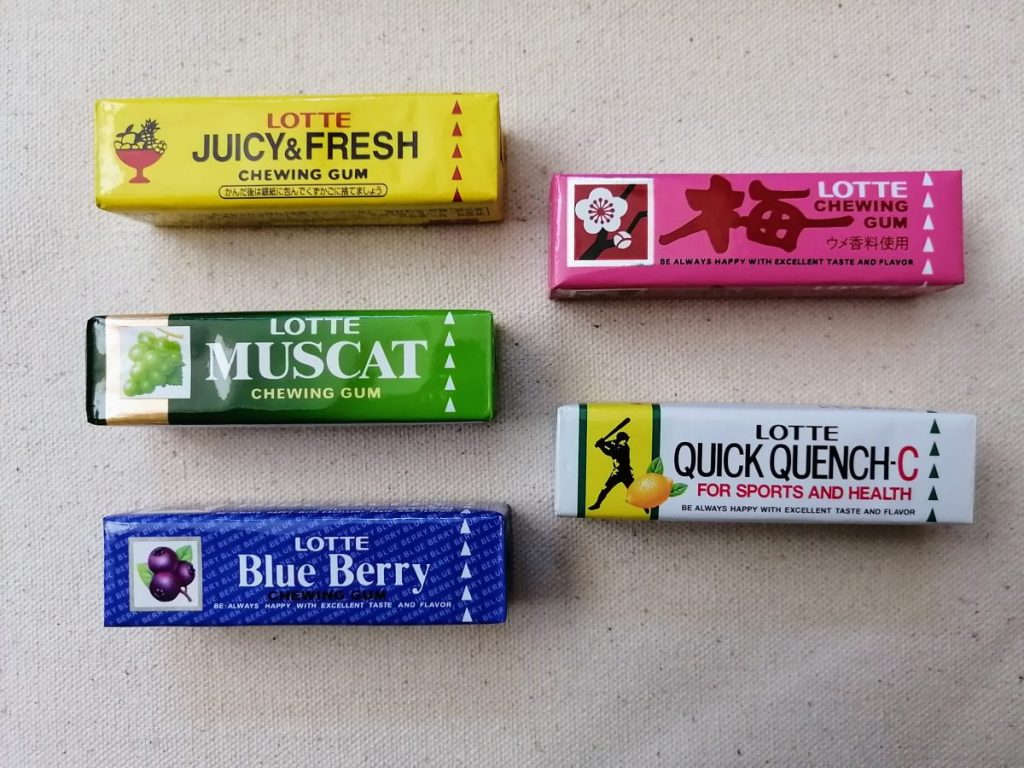 LOTTE
JUICY&FRESH
CHEWING GUM
かんだ後は銀紙に包んでくずかごに捨てましょう
梅
LOTTE
CHEWING
GUM
ウメ香料使用
BE ALWAYS HAPPY WITH EXCELLENT TASTE AND FLAVOR
LOTTE
MUSCAT
CHEWING GUM
LOTTE
QUICK QUENCH-C
FOR SPORTS AND HEALTH
BE ALWAYS HAPPY WITH EXCELLENT TASTE AND FLAVOR
LOTTE
Blue Berry
CHEWING GUM
BE ALWAYS HAPPY WITH EXCELLENT TASTE AND FLAVOR